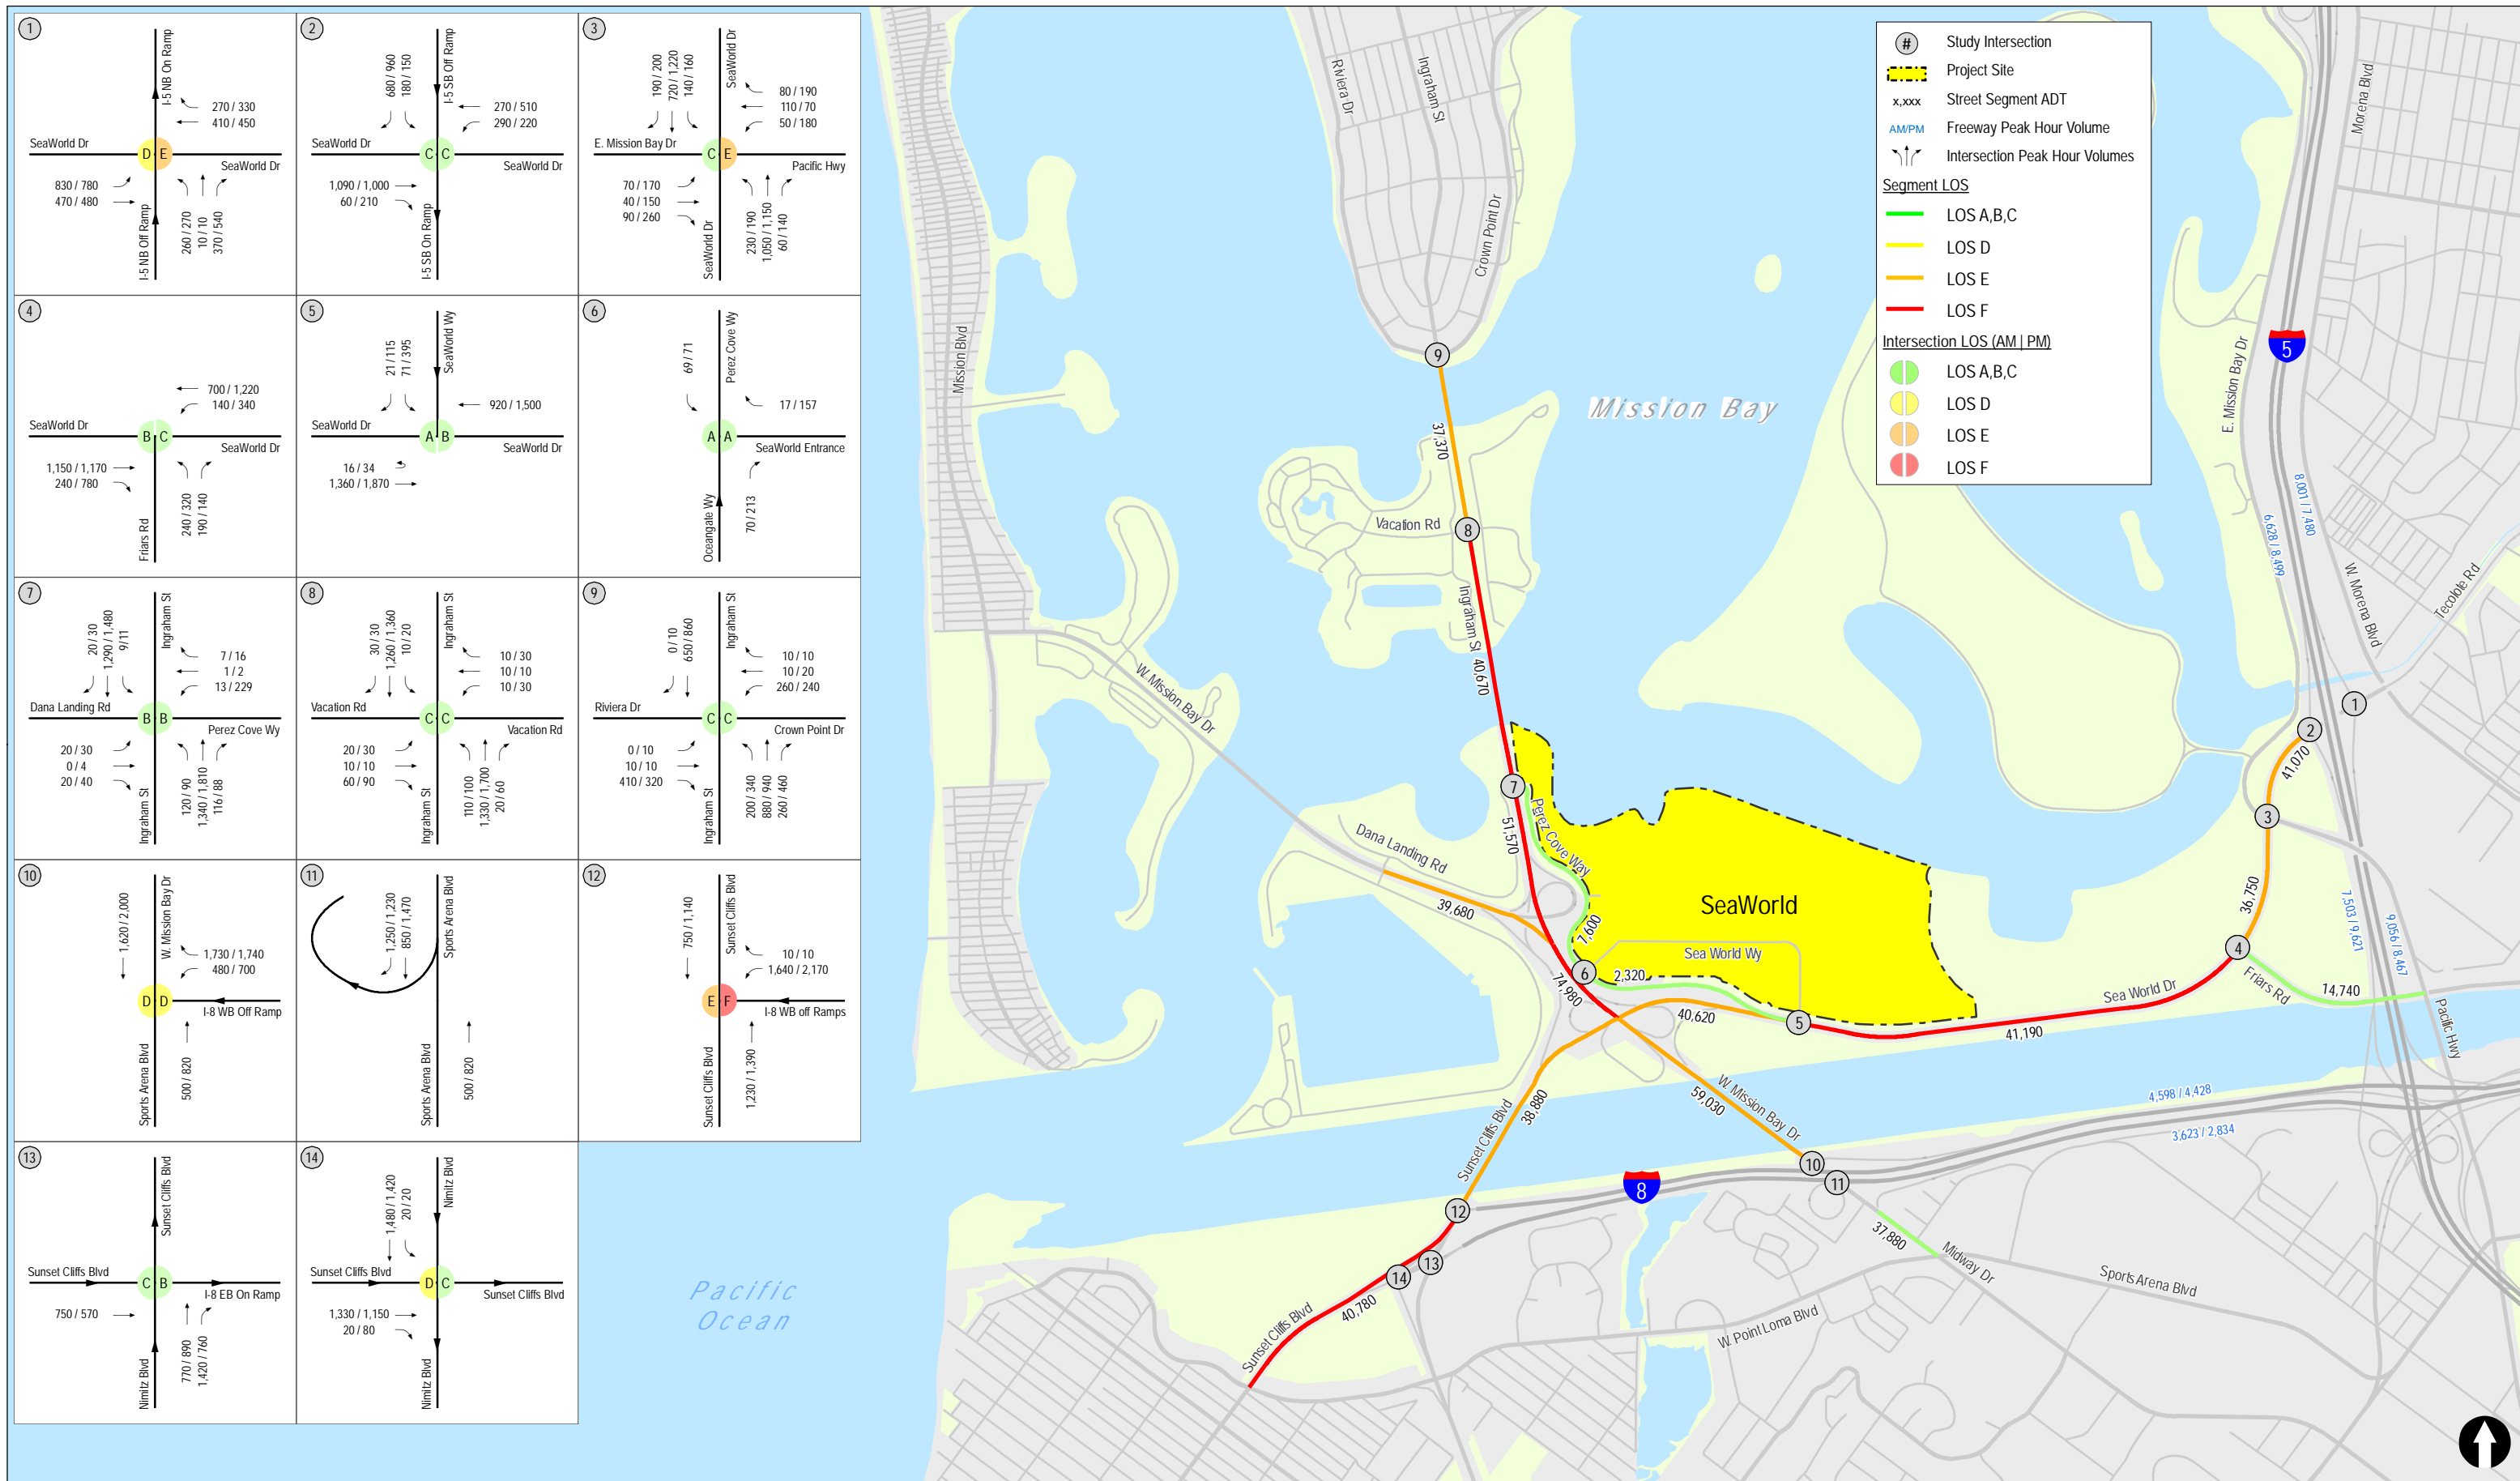 1
I-5 NB On Ramp
270 / 330
410 / 450
SeaWorld Dr
D E
SeaWorld Dr
830 / 780
470 / 480
I-5 NB Off Ramp
260 / 270
10 / 10
370 / 540
2
680 / 960
180 / 150
I-5 SB Off Ramp
270 / 510
290 / 220
SeaWorld Dr
C C
SeaWorld Dr
1,090 / 1,000
60 / 210
I-5 SB On Ramp
3
190 / 200
720 / 1,220
140 / 160
SeaWorld Dr
80 / 190
110 / 70
50 / 180
E. Mission Bay Dr
C E
Pacific Hwy
70 / 170
40 / 150
90 / 260
SeaWorld Dr
230 / 190
1,050 / 1,150
60 / 140
4
700 / 1,220
140 / 340
SeaWorld Dr
B C
SeaWorld Dr
1,150 / 1,170
240 / 780
Friars Rd
240 / 320
190 / 140
5
21 / 115
71 / 395
SeaWorld Wy
920 / 1,500
SeaWorld Dr
A B
SeaWorld Dr
16 / 34
1,360 / 1,870
6
69 / 71
Perez Cove Wy
17 / 157
A A
SeaWorld Entrance
Oceangate Wy
70 / 213
7
20 / 30
1,290 / 1,480
9/11
Ingraham St
7 / 16
1 / 2
13 / 229
Dana Landing Rd
B B
Perez Cove Wy
20 / 30
0 / 4
20 / 40
Ingraham St
120 / 90
1,340 / 1,810
116 / 88
8
30 / 30
1,260 / 1,360
10 / 20
Ingraham St
10 / 30
10 / 10
10 / 30
Vacation Rd
C C
Vacation Rd
20 / 30
10 / 10
60 / 90
Ingraham St
110 / 100
1,330 / 1,700
20 / 60
9
0 / 10
650 / 860
Ingraham St
10 / 10
10 / 20
260 / 240
Riviera Dr
C C
Crown Point Dr
0 / 10
10 / 10
410 / 320
Ingraham St
200 / 340
880 / 940
260 / 460
10
1,620 / 2,000
W. Mission Bay Dr
1,730 / 1,740
480 / 700
D D
I-8 WB Off Ramp
Sports Arena Blvd
500 / 820
11
1,250 / 1,230
850 / 1,470
Sports Arena Blvd
Sports Arena Blvd
500 / 820
12
750 / 1,140
Sunset Cliffs Blvd
10 / 10
1,640 / 2,170
E F
I-8 WB off Ramps
Sunset Cliffs Blvd
1,230 / 1,390
13
Sunset Cliffs Blvd
Sunset Cliffs Blvd
C B
I-8 EB On Ramp
750 / 570
Nimitz Blvd
770 / 890
1,420 / 760
14
1,480 / 1,420
20 / 20
Nimitz Blvd
Sunset Cliffs Blvd
D C
Sunset Cliffs Blvd
1,330 / 1,150
20 / 80
Nimitz Blvd
# Study Intersection
Project Site
x,xxx Street Segment ADT
AM/PM Freeway Peak Hour Volume
Intersection Peak Hour Volumes
Segment LOS
LOS A,B,C
LOS D
LOS E
LOS F
Intersection LOS (AM | PM)
LOS A,B,C
LOS D
LOS E
LOS F
Riviera Dr
Ingraham St
Crown Point Dr
Morena Blvd
5
E. Mission Bay Dr
Mission Blvd
9
Mission Bay
37,370
8,001 / 7,480
6,628 / 8,499
Vacation Rd
8
W. Morena Blvd
Tecolote Rd
Ingraham St
40,670
W. Mission Bay Dr
1
2
41,070
7
3
Perez Cove Way
51,570
Dana Landing Rd
39,680
SeaWorld
36,750
7,503 / 9,621
9,056 / 8,467
7,600
4
Sea World Wy
6
2,320
74,980
Sea World Dr
Friars Rd
14,740
40,620
5
41,190
Pacific Hwy
W. Mission Bay Dr
59,030
38,880
Sunset Cliffs Blvd
4,598 / 4,428
3,623 / 2,834
10
11
8
12
37,880
Midway Dr
13
14
Sports Arena Blvd
W. Point Loma Blvd
40,780
Sunset Cliffs Blvd
Pacific
Ocean